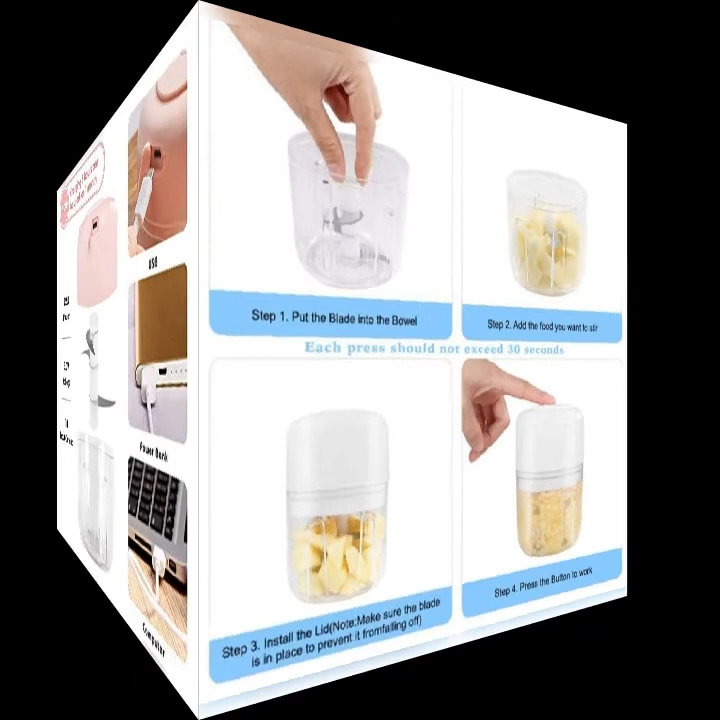 USB
Power Bank
Computer
Step 1. Put the Blade into the Bowel
Step 2. Add the food you want to stir
Each press should not exceed 30 seconds
Step 3. Install the Lid(Note:Make sure the blade
is in place to prevent it fromfalling off)
Step 4. Press the Button to work